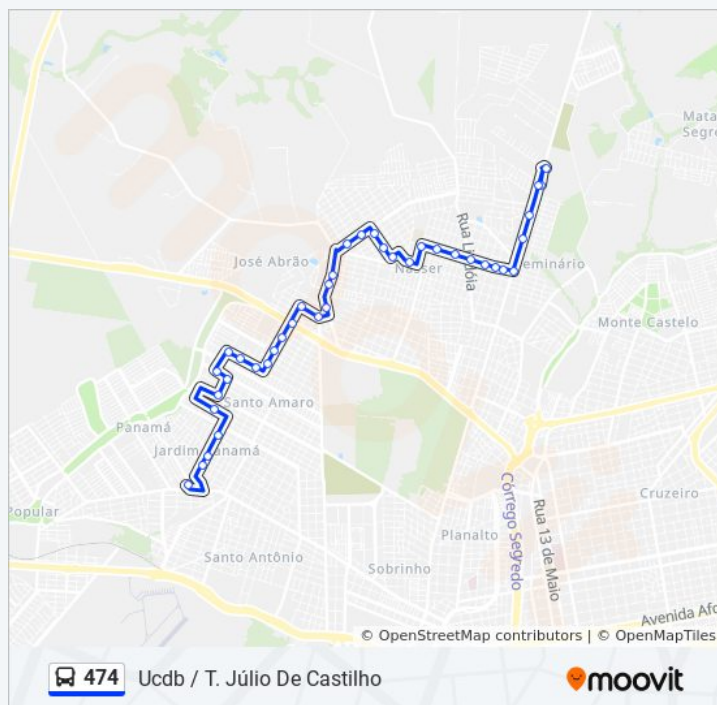 Mata
Segre
José Abrão
Nasser
Rua Lindóia
Seminário
Monte Castelo
Santo Amaro
Panamá
Jardim Panamá
Popular
Córrego Segredo
Rua 13 de Maio
Cruzeiro
Planalto
Santo Antônio
Sobrinho
Avenida Afo
© OpenStreetMap contributors | © OpenMapTiles
474 Ucdb / T. Júlio De Castilho
moovit